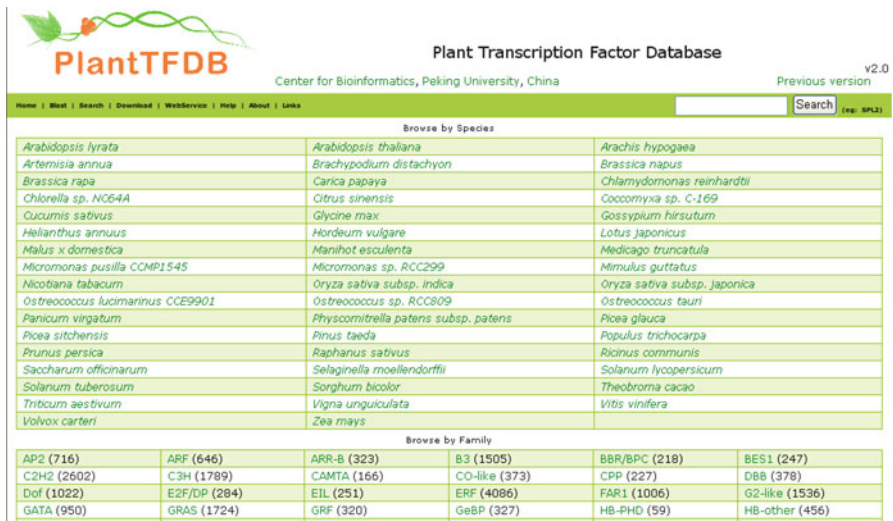 PlantTFDB
Plant Transcription Factor Database
v2.0
Center for Bioinformatics, Peking University, China
Previous version
Home | Blast | Search | Download | WebService | Help | About | Links
Search (eg: SPL2)
Browse by Species
Arabidopsis lyrata Arabidopsis thaliana Arachis hypogaea
Artemisia annua Brachypodium distachyon Brassica napus
Brassica rapa Carica papaya Chlamydomonas reinhardtii
Chlorella sp. NC64A Citrus sinensis Coccomyxa sp. C-169
Cucumis sativus Glycine max Gossypium hirsutum
Helianthus annuus Hordeum vulgare Lotus japonicus
Malus x domestica Manihot esculenta Medicago truncatula
Micromonas pusilla CCMP1545 Micromonas sp. RCC299 Mimulus guttatus
Nicotiana tabacum Oryza sativa subsp. indica Oryza sativa subsp. japonica
Ostreococcus lucimarinus CCE9901 Ostreococcus sp. RCC809 Ostreococcus tauri
Panicum virgatum Physcomitrella patens subsp. patens Picea glauca
Picea sitchensis Pinus taeda Populus trichocarpa
Prunus persica Raphanus sativus Ricinus communis
Saccharum officinarum Selaginella moellendorffii Solanum lycopersicum
Solanum tuberosum Sorghum bicolor Theobroma cacao
Triticum aestivum Vigna unguiculata Vitis vinifera
Volvox carteri Zea mays
Browse by Family
AP2 (716) ARF (646) ARR-B (323) B3 (1505) BBR/BPC (218) BES1 (247)
C2H2 (2602) C3H (1789) CAMTA (166) CO-like (373) CPP (227) DBB (378)
Dof (1022) E2F/DP (284) EIL (251) ERF (4086) FAR1 (1006) G2-like (1536)
GATA (950) GRAS (1724) GRF (320) GeBP (327) HB-PHD (59) HB-other (456)